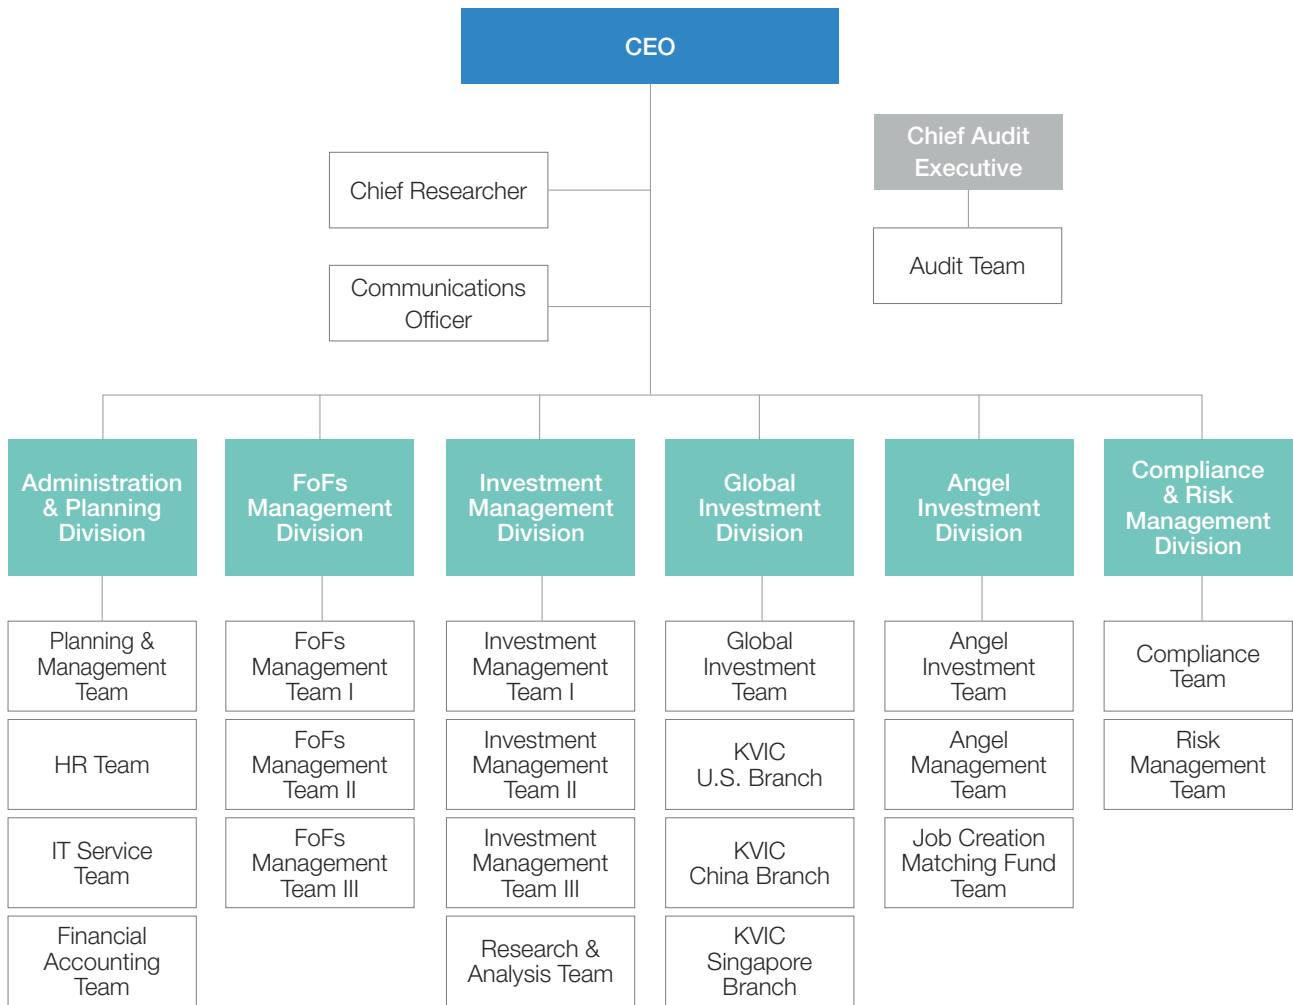 CEO
Chief Audit
Executive
Chief Researcher
Audit Team
Communications
Officer
Administration
& Planning
Division
FoFs
Management
Division
Investment
Management
Division
Global
Investment
Division
Angel
Investment
Division
Compliance
& Risk
Management
Division
Planning &
Management
Team
FoFs
Management
Team I
Investment
Management
Team I
Global
Investment
Team
Angel
Investment
Team
Compliance
Team
HR Team
FoFs
Management
Team II
Investment
Management
Team II
KVIC
U.S. Branch
Angel
Management
Team
Risk
Management
Team
IT Service
Team
FoFs
Management
Team III
Investment
Management
Team III
KVIC
China Branch
Job Creation
Matching Fund
Team
Financial
Accounting
Team
Research &
Analysis Team
KVIC
Singapore
Branch